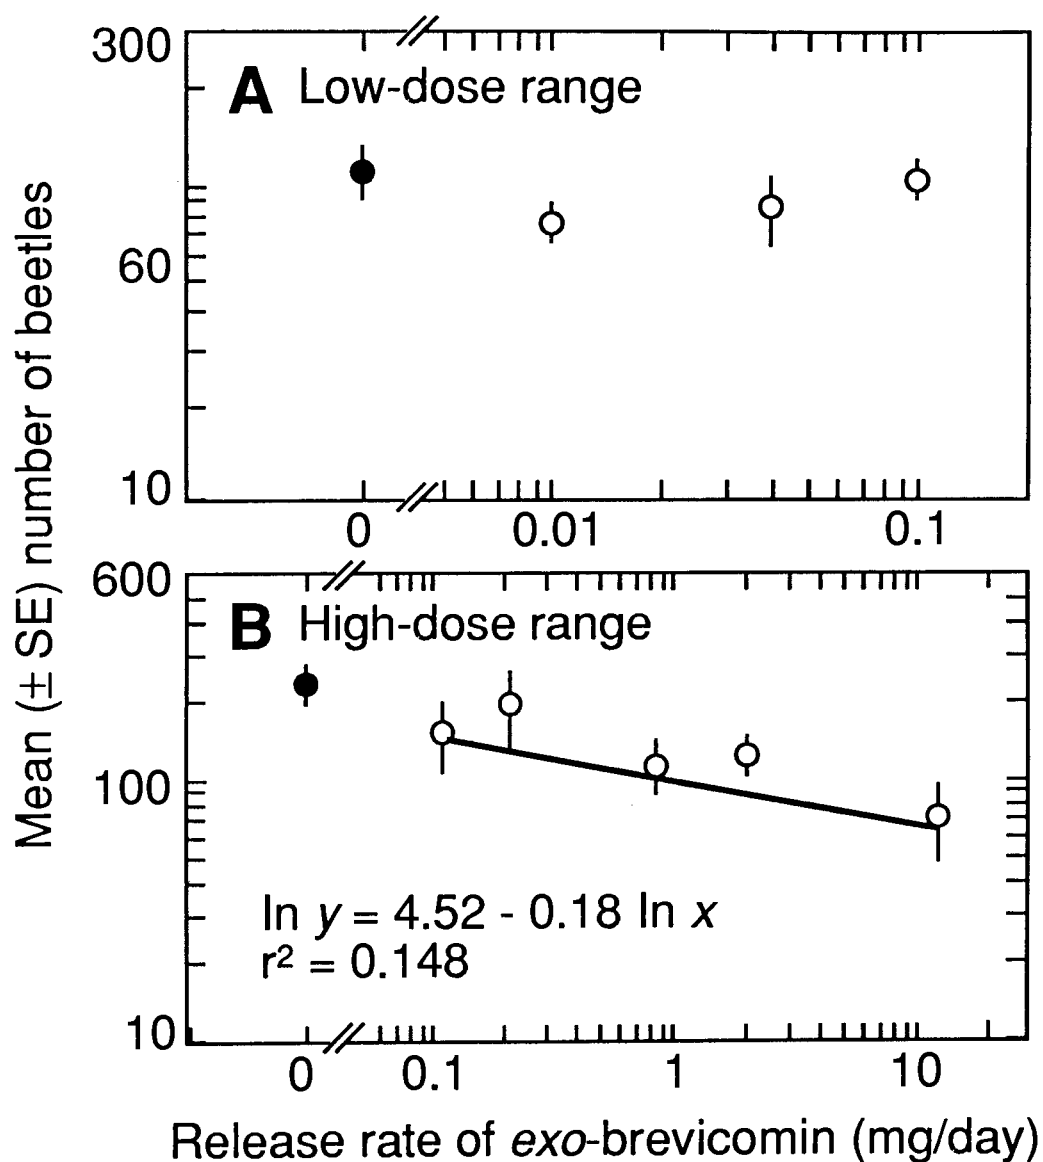 Mean (± SE) number of beetles
300
A Low-dose range
60
10
0 0.01 0.1
600
B High-dose range
100
ln y = 4.52 - 0.18 ln x
r² = 0.148
10
0 0.1 1 10
Release rate of exo-brevicomin (mg/day)